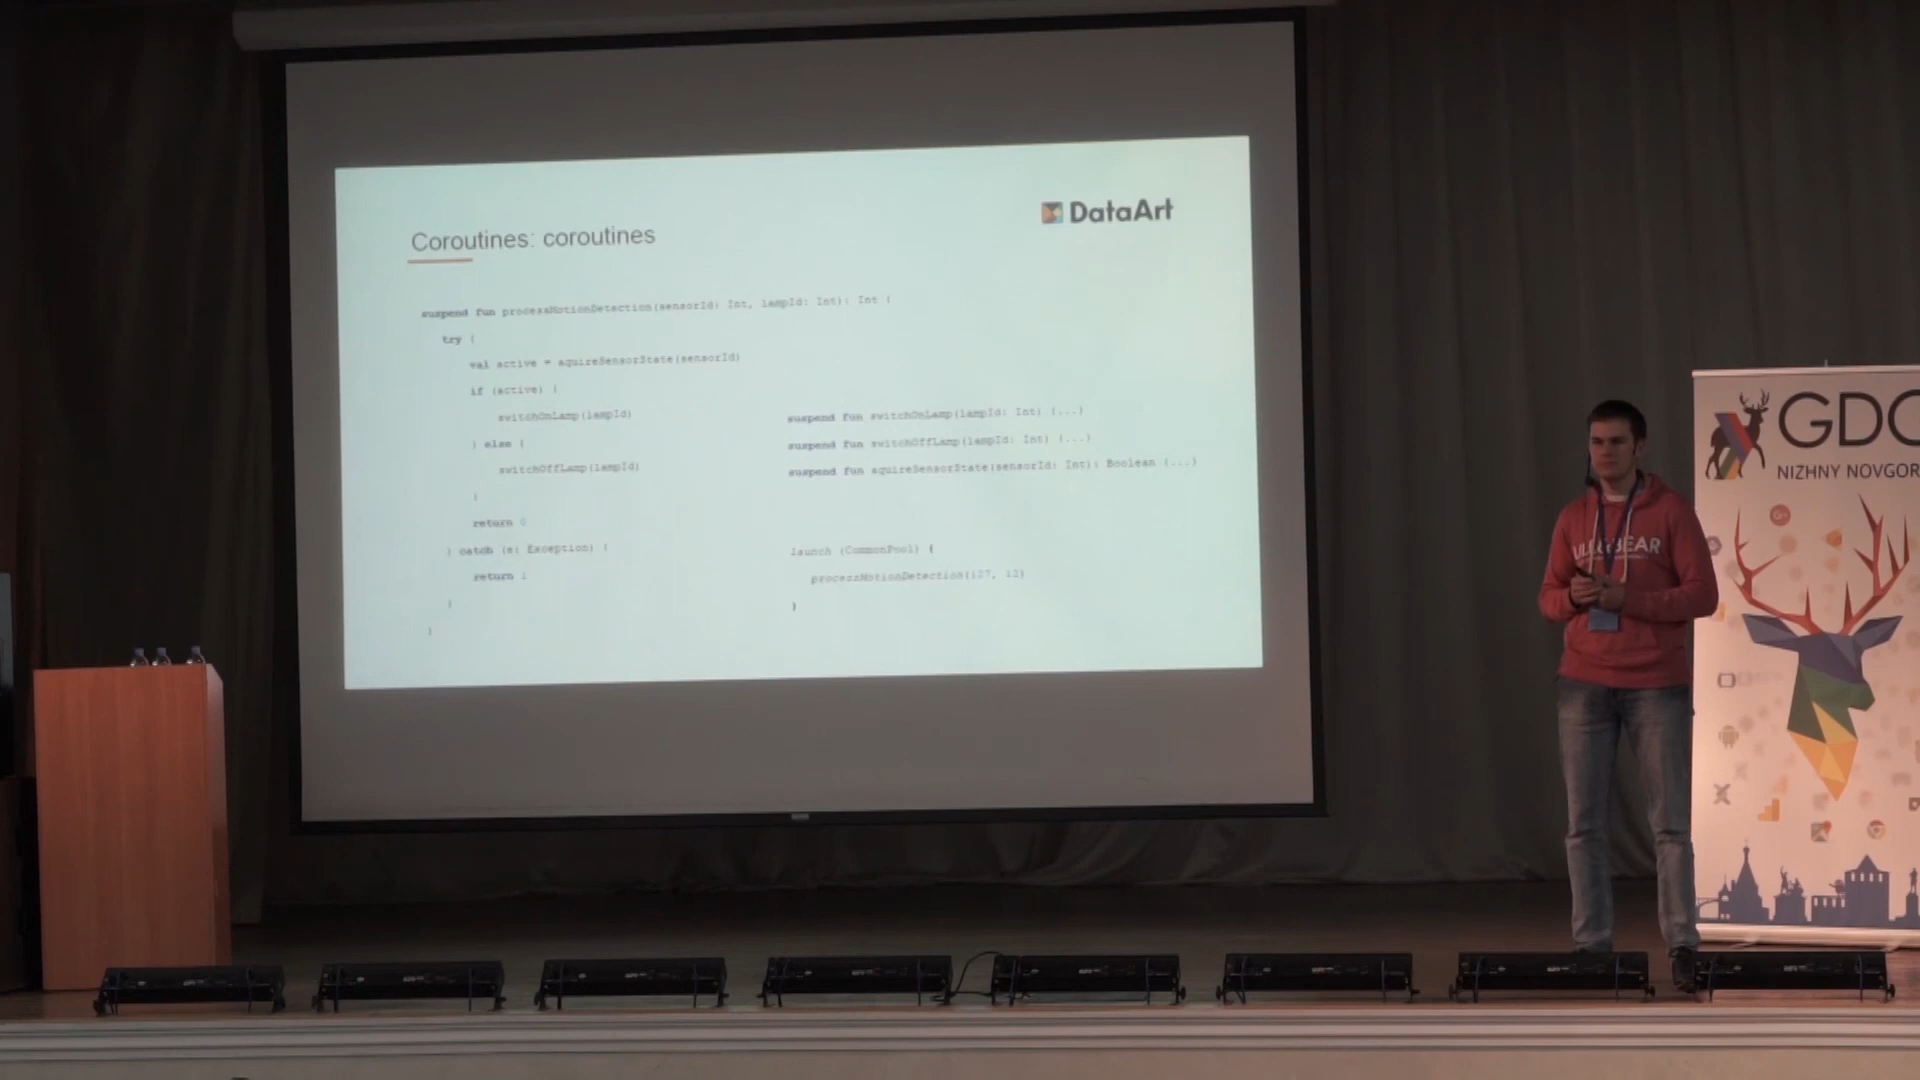 DataArt
Coroutines: coroutines
suspend fun processMotionDetection(sensorId: Int, lampId: Int): Int {
try {
val active = aquireSensorState(sensorId)
if (active) {
switchOnLamp(lampId)
} else {
switchOffLamp(lampId)
}
return 0
} catch (e: Exception) {
return 1
}
}
suspend fun switchOnLamp(lampId: Int) {...}
suspend fun switchOffLamp(lampId: Int) {...}
suspend fun aquireSensorState(sensorId: Int): Boolean {...}
launch (CommonPool) {
processMotionDetection(127, 12)
}
GDG
NIZHNY NOVGOR
BEAR